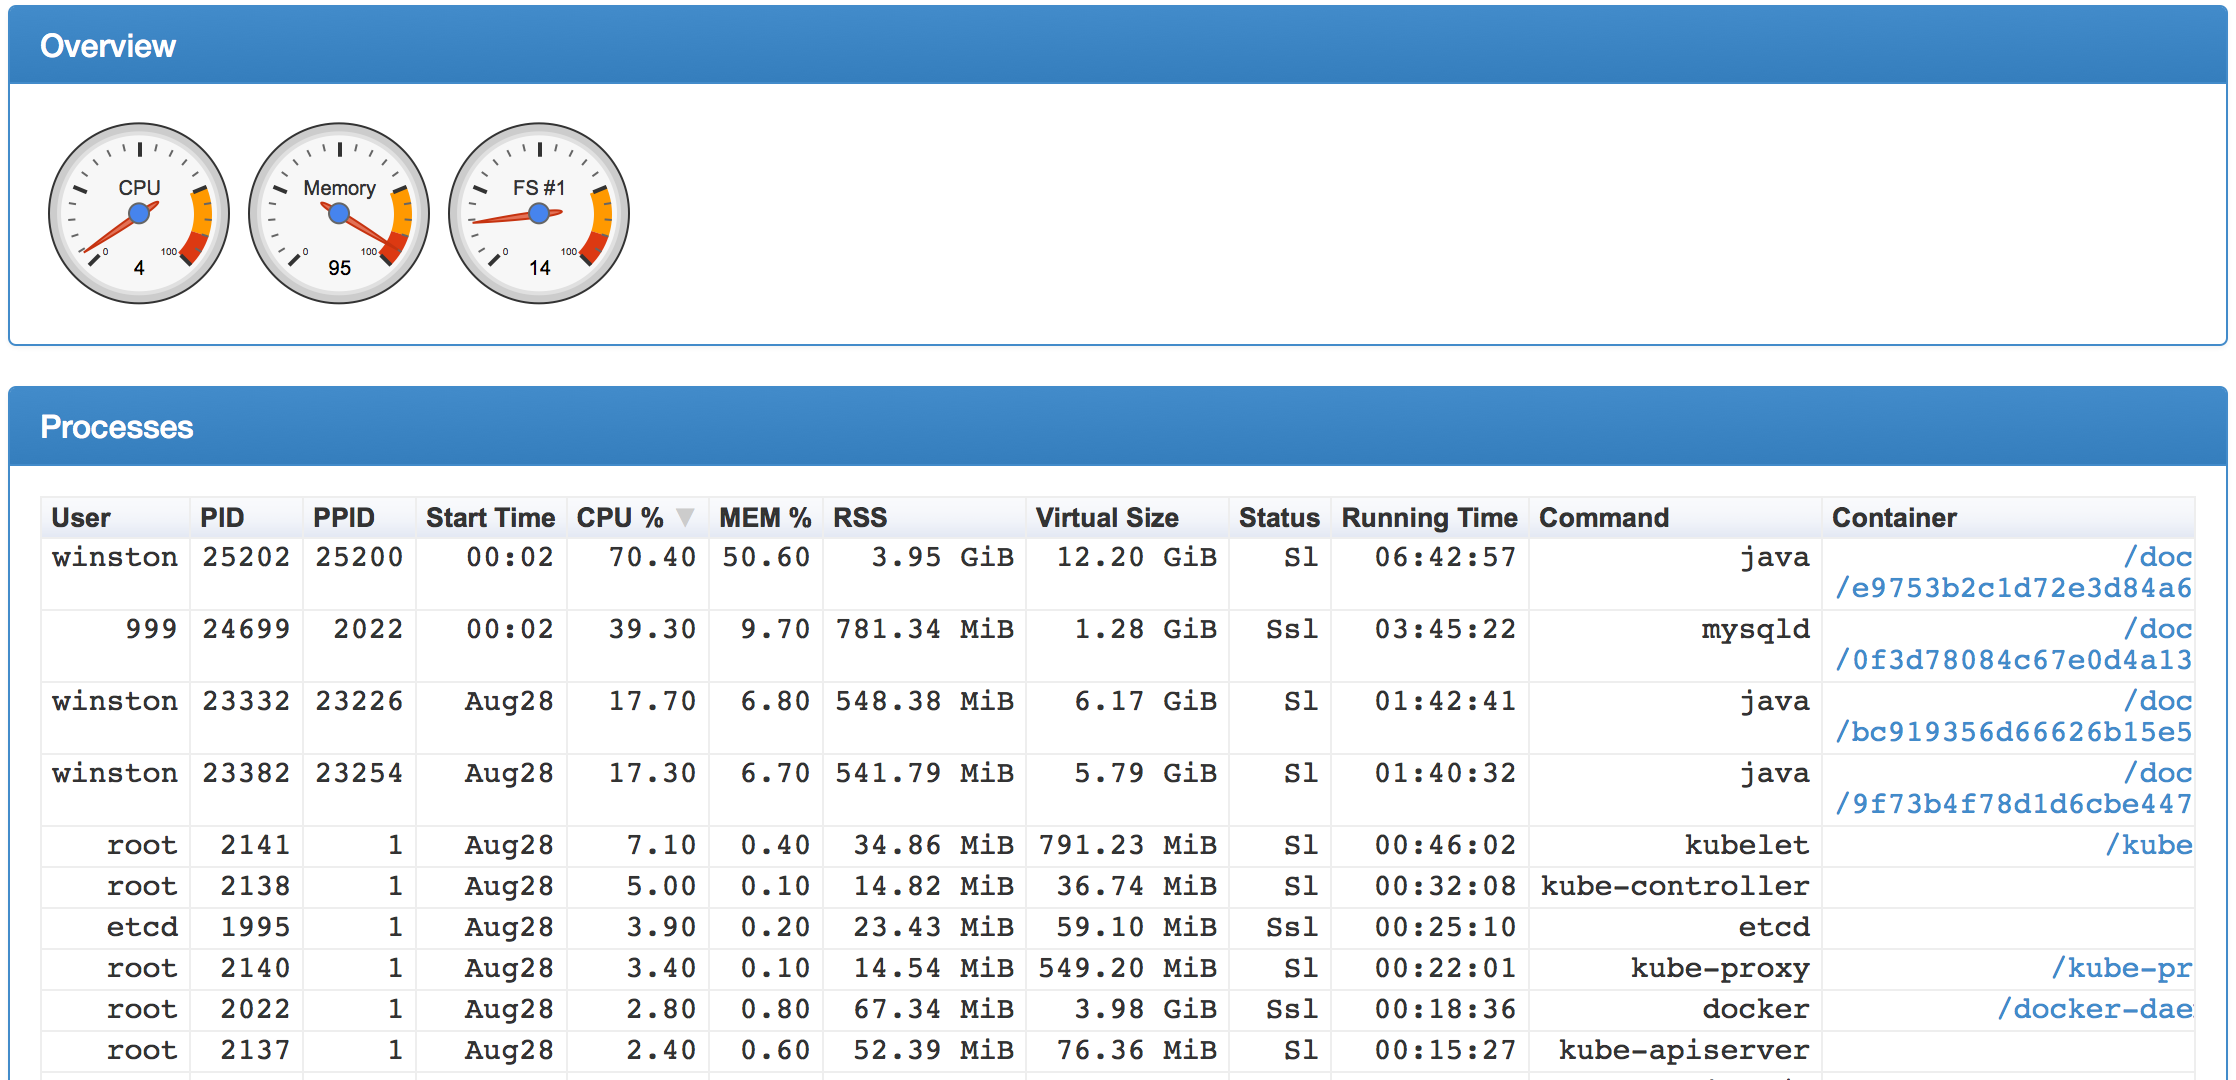 Overview
CPU Memory FS #1
0 100 0 100 0 100
4 95 14
Processes
User PID PPID Start Time CPU % ▼ MEM % RSS Virtual Size Status Running Time Command Container
winston 25202 25200 00:02 70.40 50.60 3.95 GiB 12.20 GiB Sl 06:42:57 java /doc
/e9753b2c1d72e3d84a6
999 24699 2022 00:02 39.30 9.70 781.34 MiB 1.28 GiB Ssl 03:45:22 mysqld /doc
/0f3d78084c67e0d4a13
winston 23332 23226 Aug28 17.70 6.80 548.38 MiB 6.17 GiB Sl 01:42:41 java /doc
/bc919356d66626b15e5
winston 23382 23254 Aug28 17.30 6.70 541.79 MiB 5.79 GiB Sl 01:40:32 java /doc
/9f73b4f78d1d6cbe447
root 2141 1 Aug28 7.10 0.40 34.86 MiB 791.23 MiB Sl 00:46:02 kubelet /kube
root 2138 1 Aug28 5.00 0.10 14.82 MiB 36.74 MiB Sl 00:32:08 kube-controller
etcd 1995 1 Aug28 3.90 0.20 23.43 MiB 59.10 MiB Ssl 00:25:10 etcd
root 2140 1 Aug28 3.40 0.10 14.54 MiB 549.20 MiB Sl 00:22:01 kube-proxy /kube-pr
root 2022 1 Aug28 2.80 0.80 67.34 MiB 3.98 GiB Ssl 00:18:36 docker /docker-dae
root 2137 1 Aug28 2.40 0.60 52.39 MiB 76.36 MiB Sl 00:15:27 kube-apiserver